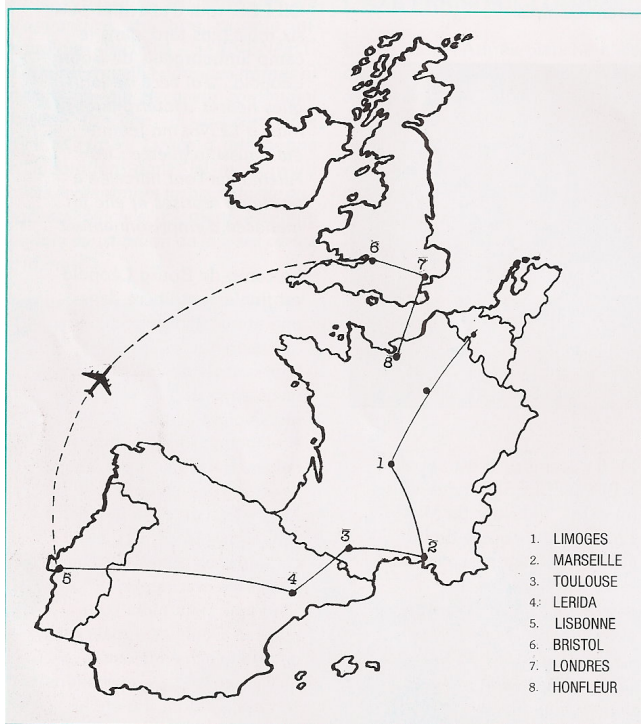 6
7
8
1
3
2
5
4
1. LIMOGES
2. MARSEILLE
3. TOULOUSE
4. LERIDA
5. LISBONNE
6. BRISTOL
7. LONDRES
8. HONFLEUR